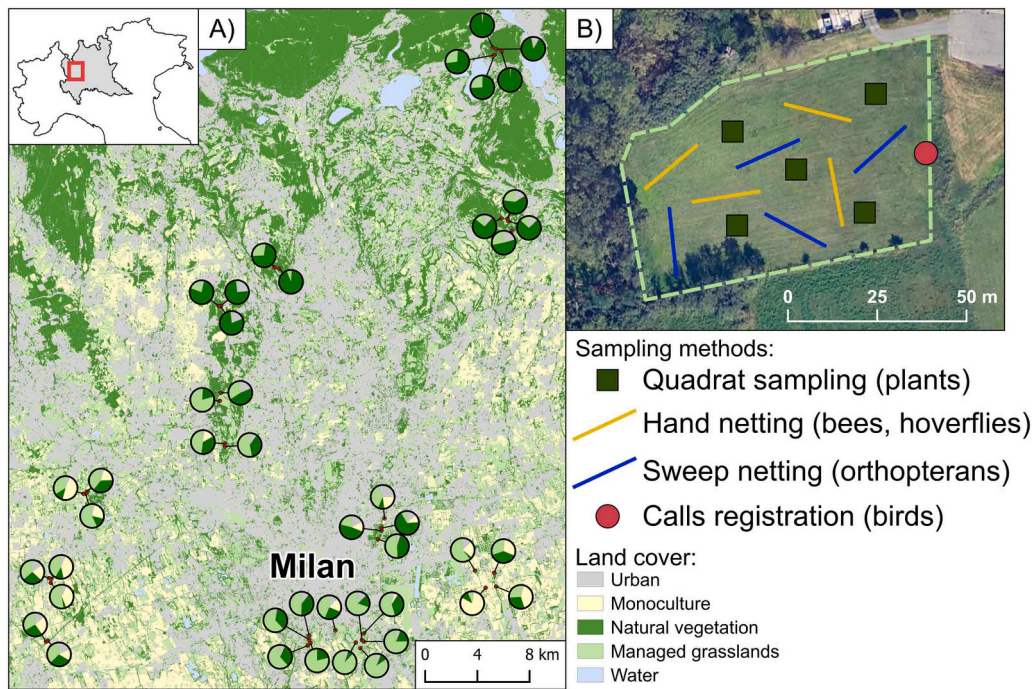 A)
Milan
0 4 8 km
B)
0 25 50 m
Sampling methods:
Quadrat sampling (plants)
Hand netting (bees, hoverflies)
Sweep netting (orthopterans)
Calls registration (birds)
Land cover:
Urban
Monoculture
Natural vegetation
Managed grasslands
Water